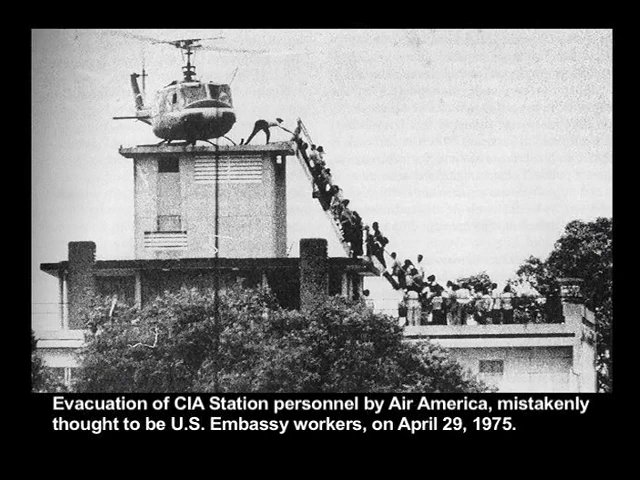 Evacuation of CIA Station personnel by Air America, mistakenly
thought to be U.S. Embassy workers, on April 29, 1975.